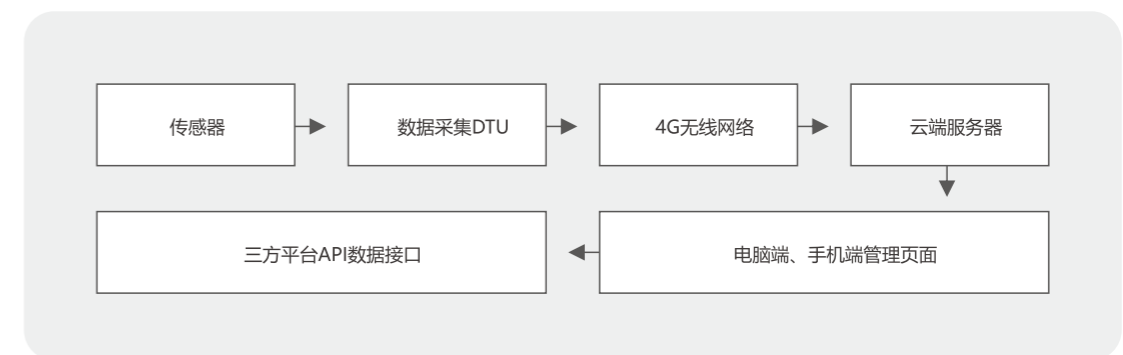 传感器
数据采集DTU
4G无线网络
云端服务器
三方平台API数据接口
电脑端、手机端管理页面